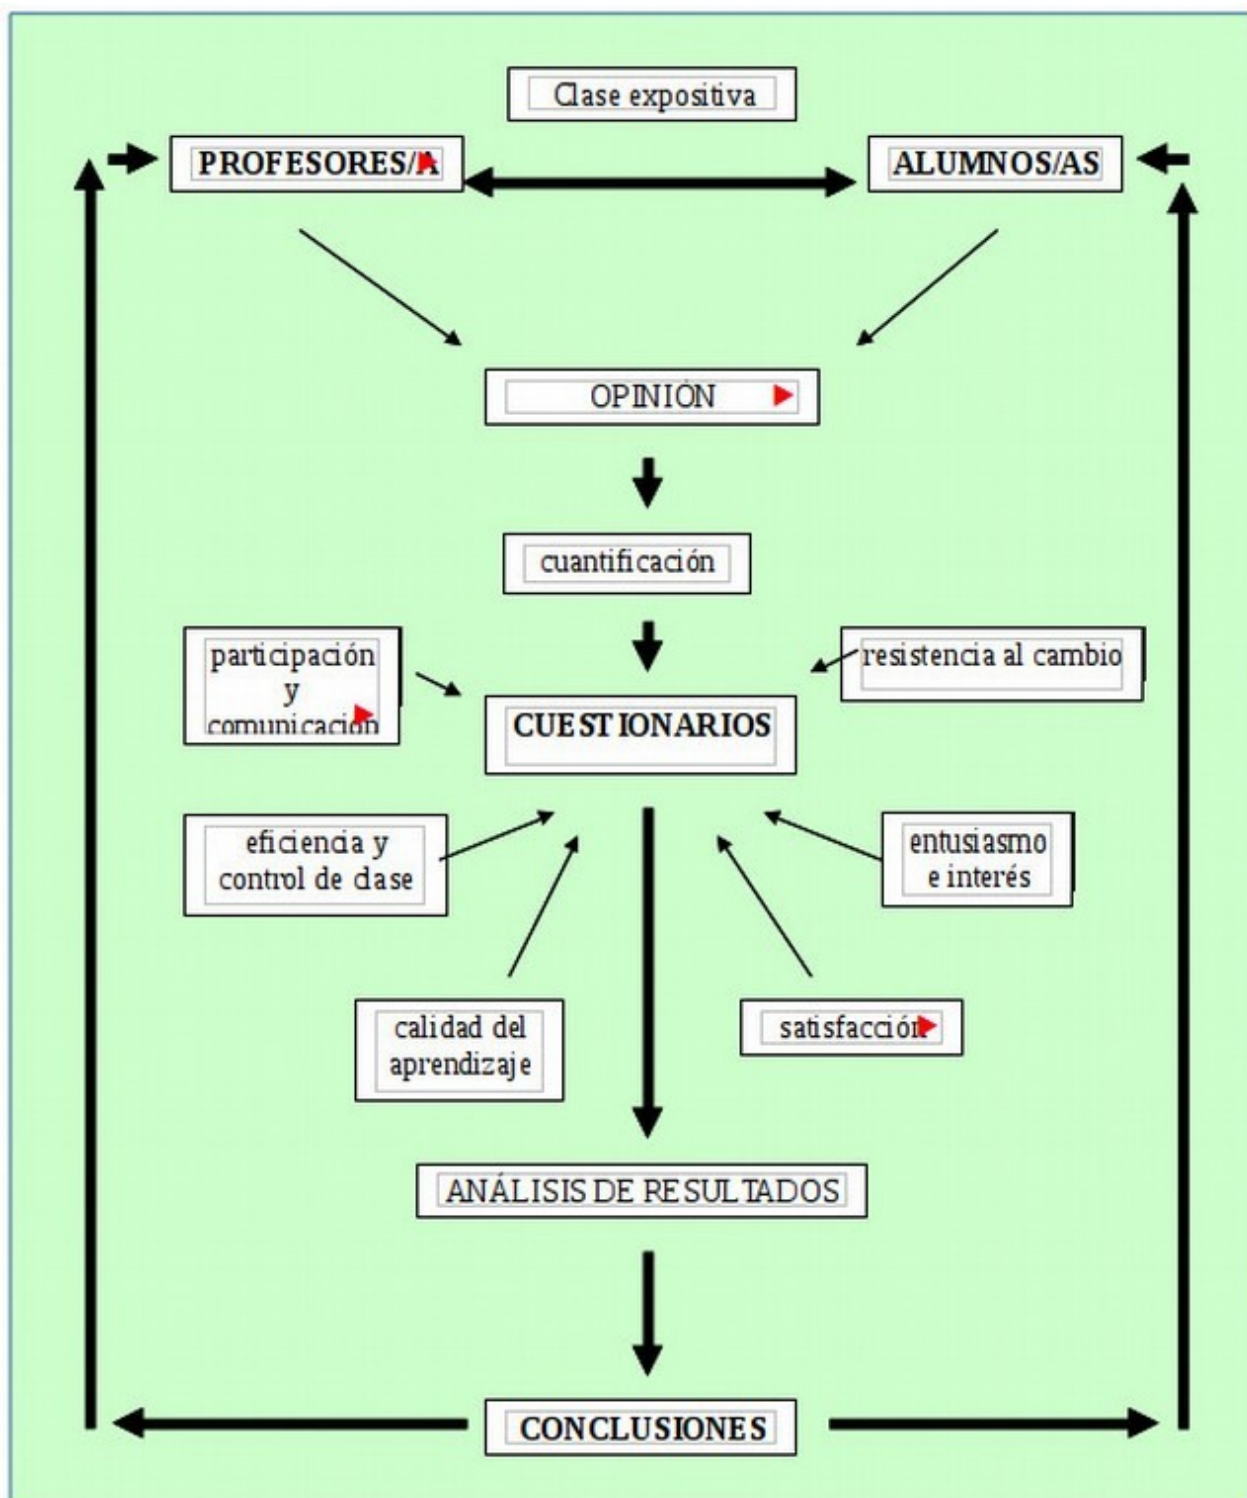 Clase expositiva
PROFESORES/A
ALUMNOS/AS
OPINIÓN
cuantificación
participación
y
comunicación
resistencia al cambio
CUESTIONARIOS
eficiencia y
control de clase
entusiasmo
e interés
calidad del
aprendizaje
satisfacción
ANÁLISIS DE RESULTADOS
CONCLUSIONES